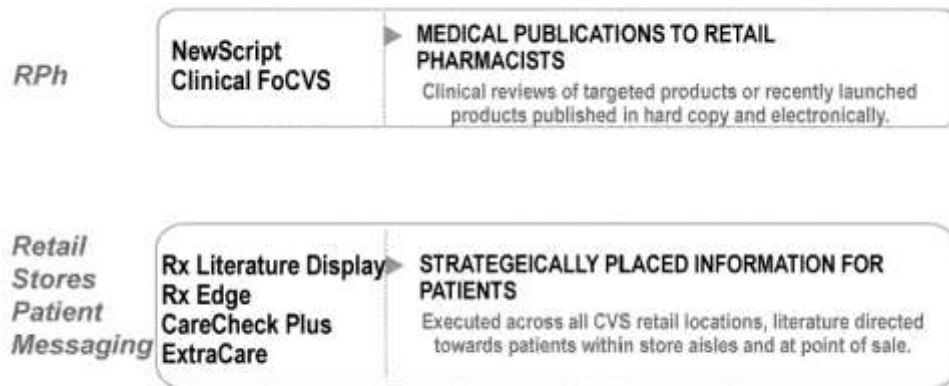 RPh
NewScript
Clinical FoCVS
MEDICAL PUBLICATIONS TO RETAIL
PHARMACISTS
Clinical reviews of targeted products or recently launched
products published in hard copy and electronically.
Retail
Stores
Patient
Messaging
Rx Literature Display
Rx Edge
CareCheck Plus
ExtraCare
STRATEGEICALLY PLACED INFORMATION FOR
PATIENTS
Executed across all CVS retail locations, literature directed
towards patients within store aisles and at point of sale.